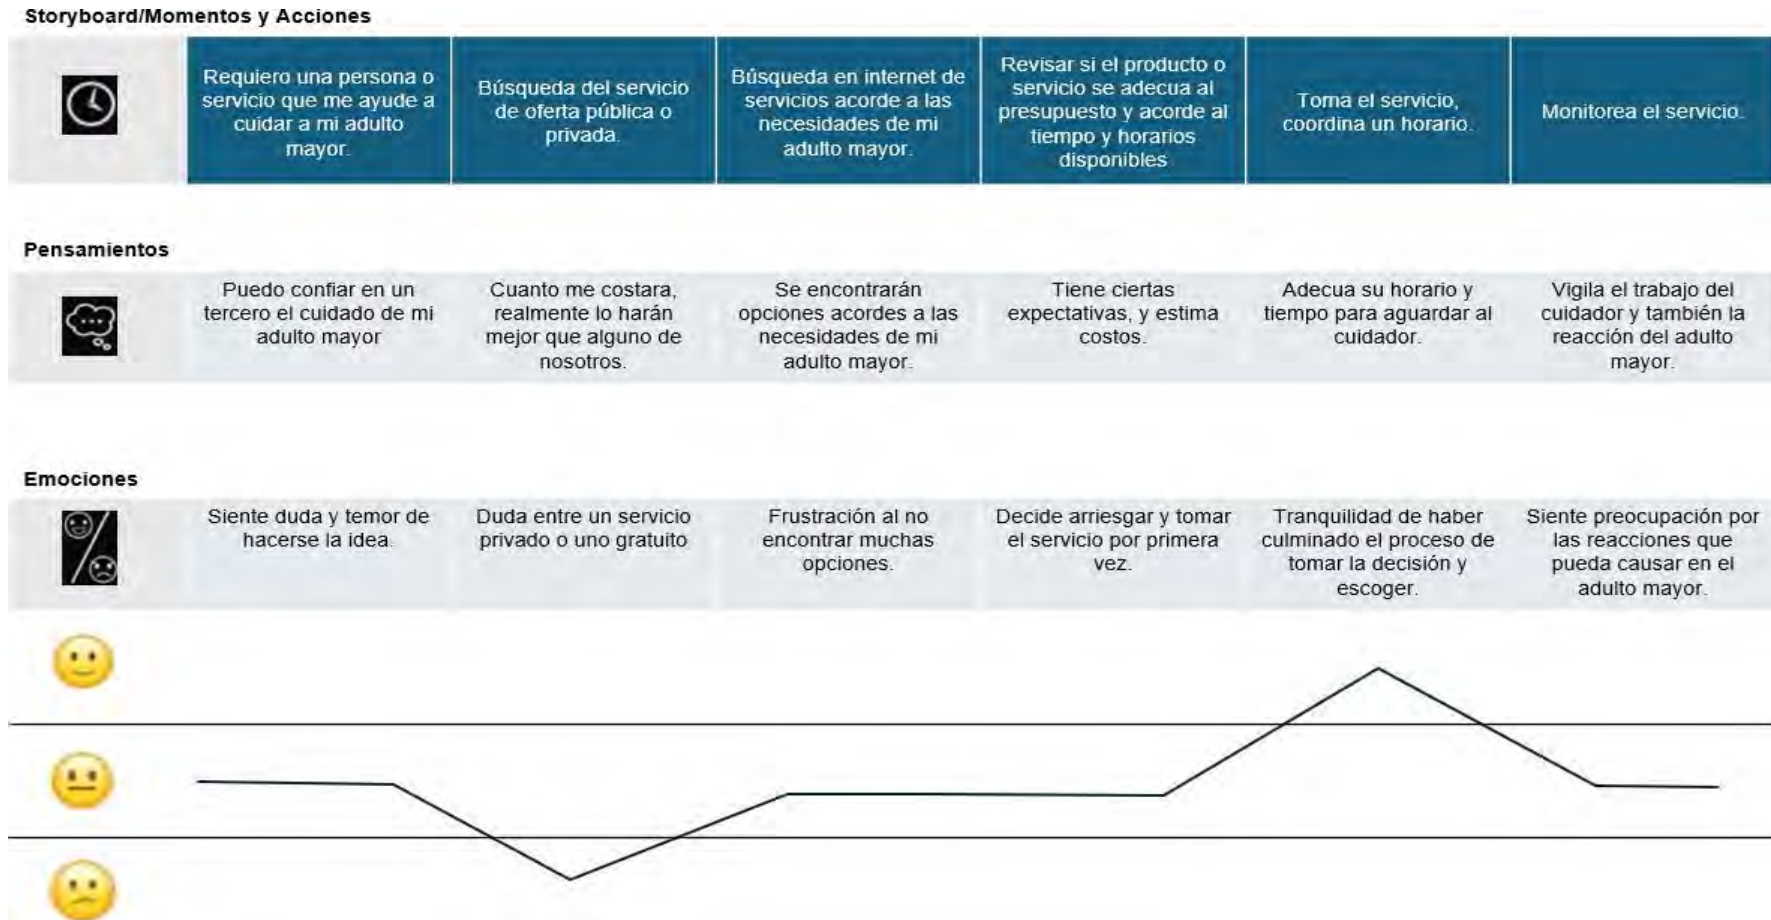 Storyboard/Momentos y Acciones
Requiero una persona o
servicio que me ayude a
cuidar a mi adulto
mayor.
Búsqueda del servicio
de oferta pública o
privada.
Búsqueda en internet de
servicios acorde a las
necesidades de mi
adulto mayor.
Revisar si el producto o
servicio se adecua al
presupuesto y acorde al
tiempo y horarios
disponibles
Toma el servicio,
coordina un horario.
Monitorea el servicio.
Pensamientos
Puedo confiar en un
tercero el cuidado de mi
adulto mayor
Cuanto me costara,
realmente lo harán
mejor que alguno de
nosotros.
Se encontrarán
opciones acordes a las
necesidades de mi
adulto mayor.
Tiene ciertas
expectativas, y estima
costos.
Adecua su horario y
tiempo para aguardar al
cuidador.
Vigila el trabajo del
cuidador y también la
reacción del adulto
mayor.
Emociones
Siente duda y temor de
hacerse la idea.
Duda entre un servicio
privado o uno gratuito
Frustración al no
encontrar muchas
opciones.
Decide arriesgar y tomar
el servicio por primera
vez.
Tranquilidad de haber
culminado el proceso de
tomar la decisión y
escoger.
Siente preocupación por
las reacciones que
pueda causar en el
adulto mayor.